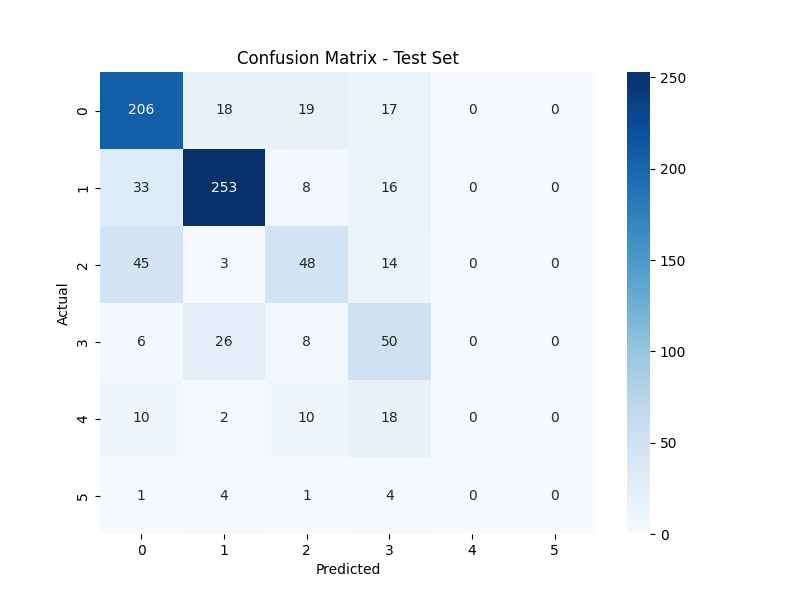 Confusion Matrix - Test Set
Actual
0 206 18 19 17 0 0
1 33 253 8 16 0 0
2 45 3 48 14 0 0
3 6 26 8 50 0 0
4 10 2 10 18 0 0
5 1 4 1 4 0 0
0 1 2 3 4 5
Predicted
250
200
150
100
50
0